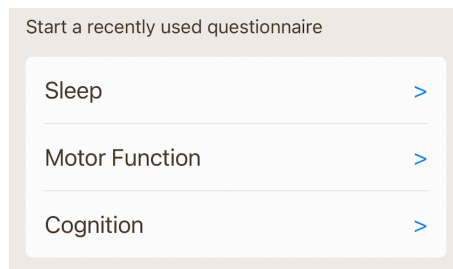 Start a recently used questionnaire
Sleep >
Motor Function >
Cognition >